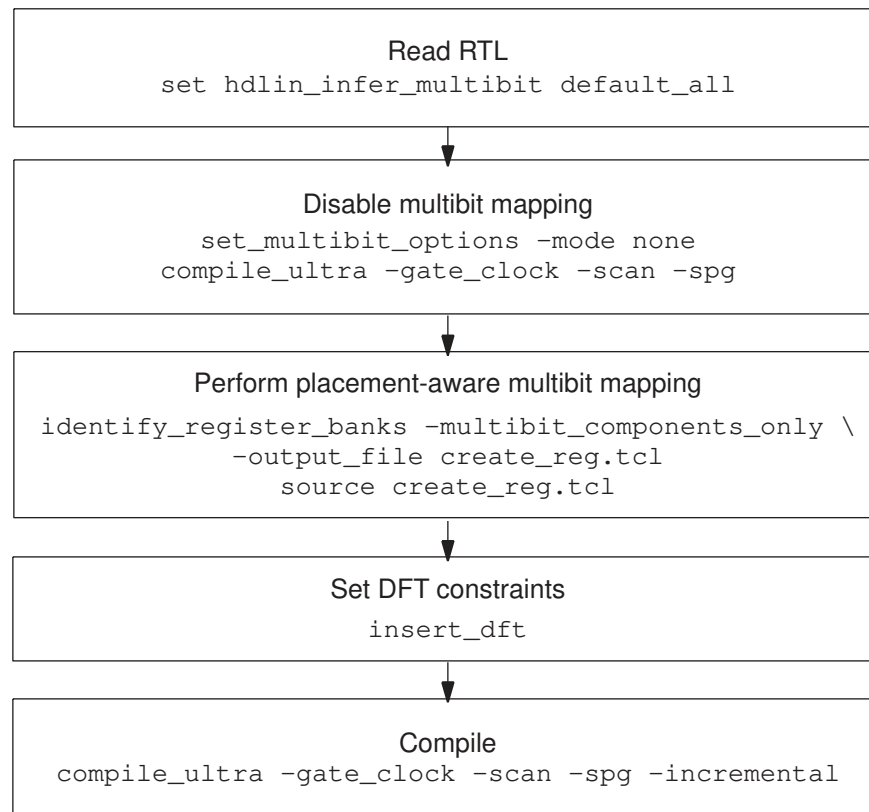 Read RTL
set hdlin_infer_multibit default_all
Disable multibit mapping
set_multibit_options −mode none
compile_ultra −gate_clock −scan −spg
Perform placement-aware multibit mapping
identify_register_banks −multibit_components_only \
−output_file create_reg.tcl
source create_reg.tcl
Set DFT constraints
insert_dft
Compile
compile_ultra −gate_clock −scan −spg −incremental